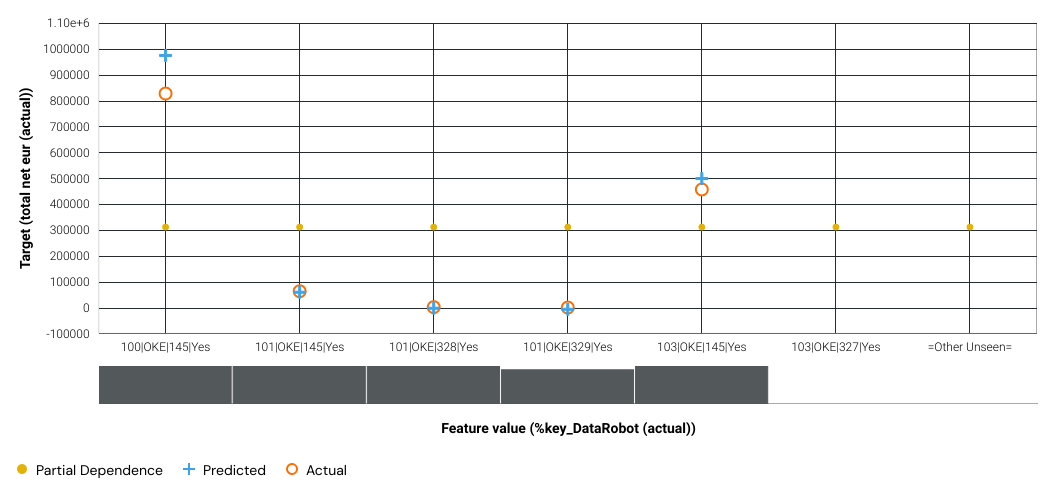 1.10e+6
1000000
900000
800000
700000
600000
500000
400000
300000
200000
100000
0
-100000
Target (total net eur (actual))
100|OKE|145|Yes 101|OKE|145|Yes 101|OKE|328|Yes 101|OKE|329|Yes 103|OKE|145|Yes 103|OKE|327|Yes =Other Unseen=
Feature value (%key_DataRobot (actual))
Partial Dependence Predicted Actual